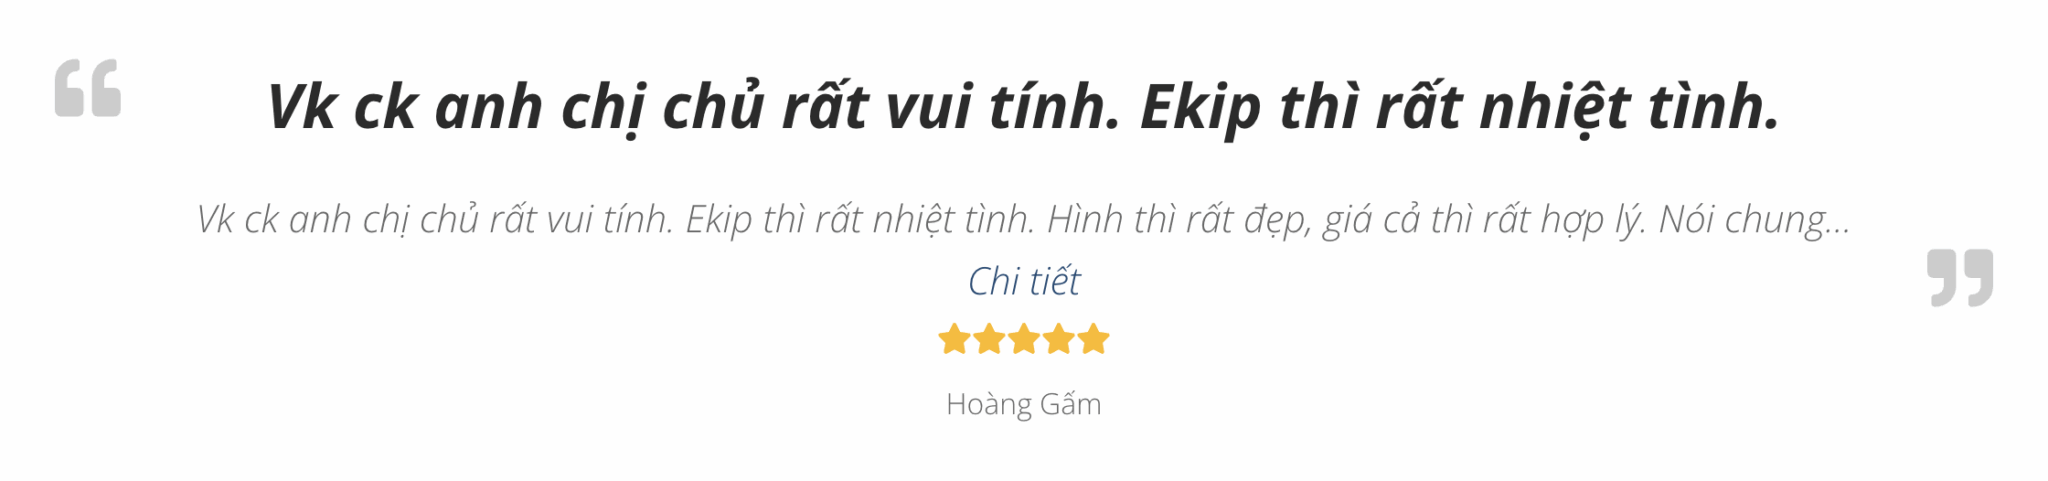 Vk ck anh chị chủ rất vui tính. Ekip thì rất nhiệt tình.
Vk ck anh chị chủ rất vui tính. Ekip thì rất nhiệt tình. Hình thì rất đẹp, giá cả thì rất hợp lý. Nói chung...
Chi tiết
Hoàng Gấm